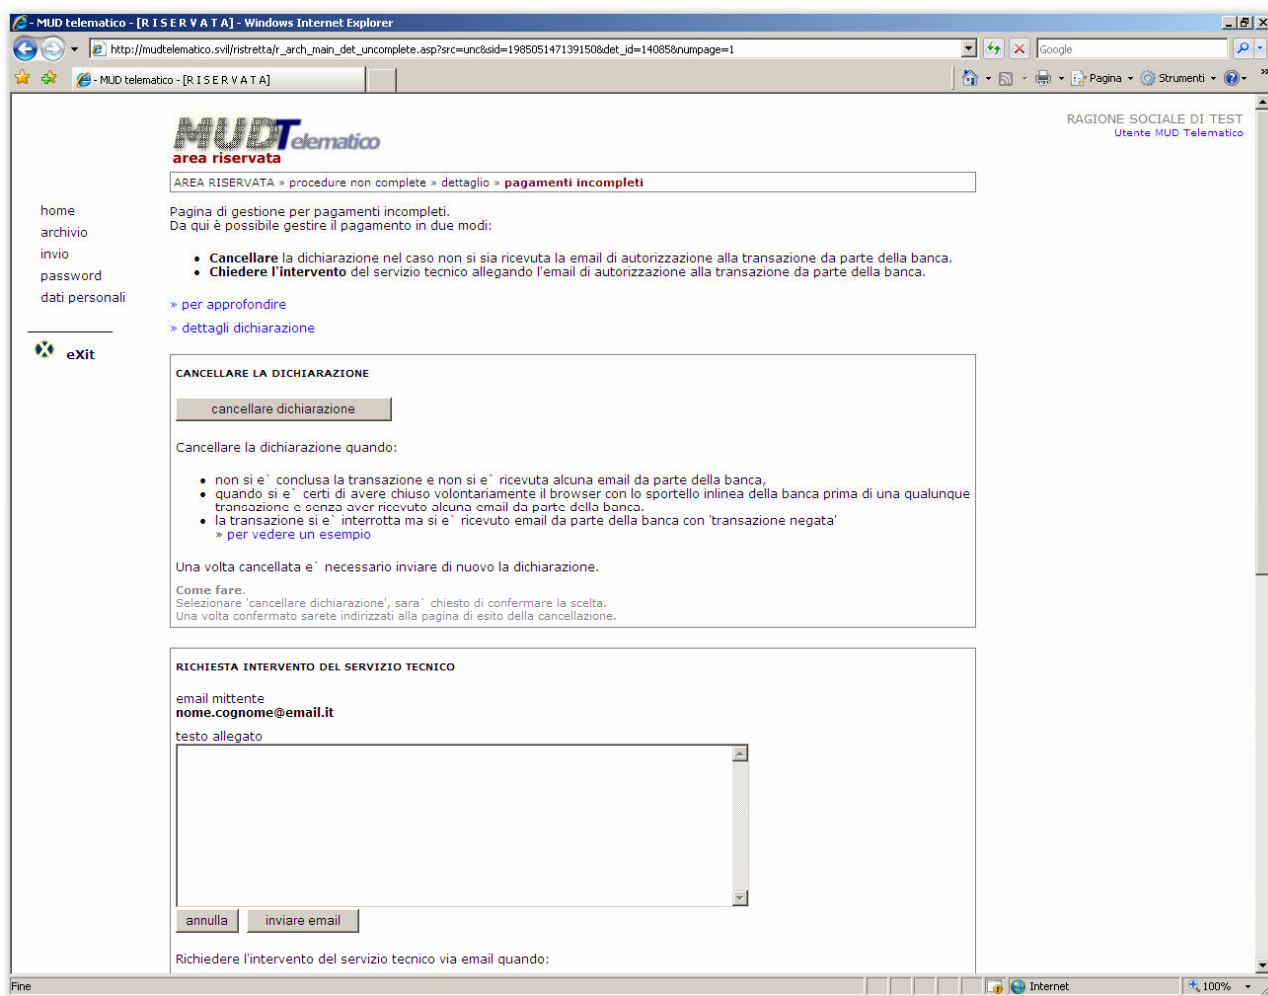 - MUD telematico - [R I S E R V A T A] - Windows Internet Explorer
http://mudtelematico.svil/ristretta/r_arch_main_det_uncomplete.asp?src=unc&sid=198505147139150&det_id=14085&numpage=1
Google
- MUD telematico - [R I S E R V A T A]
Pagina
Strumenti
RAGIONE SOCIALE DI TEST
Utente MUD Telematico
MUDTelematico
area riservata
AREA RISERVATA » procedure non complete » dettaglio » pagamenti incompleti
home
archivio
invio
password
dati personali
eXit
Pagina di gestione per pagamenti incompleti.
Da qui è possibile gestire il pagamento in due modi:
• Cancellare la dichiarazione nel caso non si sia ricevuta la email di autorizzazione alla transazione da parte della banca.
• Chiedere l'intervento del servizio tecnico allegando l'email di autorizzazione alla transazione da parte della banca.
» per approfondire
» dettagli dichiarazione
CANCELLARE LA DICHIARAZIONE
cancellare dichiarazione
Cancellare la dichiarazione quando:
• non si e` conclusa la transazione e non si e` ricevuta alcuna email da parte della banca,
• quando si e` certi di avere chiuso volontariamente il browser con lo sportello inlinea della banca prima di una qualunque
transazione e senza aver ricevuto alcuna email da parte della banca.
• la transazione si e` interrotta ma si e` ricevuto email da parte della banca con 'transazione negata'
» per vedere un esempio
Una volta cancellata e` necessario inviare di nuovo la dichiarazione.
Come fare.
Selezionare 'cancellare dichiarazione', sara` chiesto di confermare la scelta.
Una volta confermato sarete indirizzati alla pagina di esito della cancellazione.
RICHIESTA INTERVENTO DEL SERVIZIO TECNICO
email mittente
nome.cognome@email.it
testo allegato
annulla
inviare email
Richiedere l'intervento del servizio tecnico via email quando:
Fine
Internet
100%